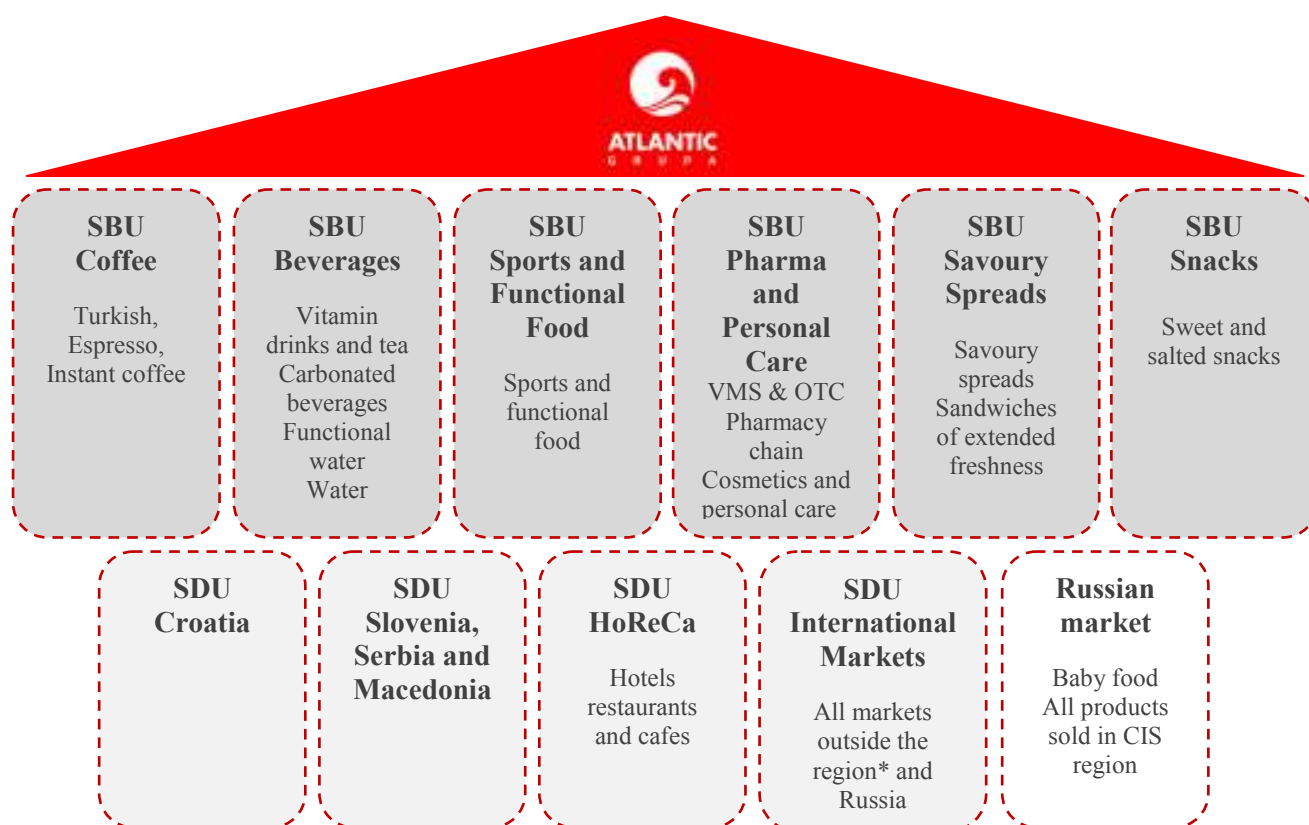 ATLANTIC
GRUPA
SBU
Coffee
Turkish,
Espresso,
Instant coffee
SBU
Beverages
Vitamin
drinks and tea
Carbonated
beverages
Functional
water
Water
SBU
Sports and
Functional
Food
Sports and
functional
food
SBU
Pharma
and
Personal
Care
VMS & OTC
Pharmacy
chain
Cosmetics and
personal care
SBU
Savoury
Spreads
Savoury
spreads
Sandwiches
of extended
freshness
SBU
Snacks
Sweet and
salted snacks
SDU
Croatia
SDU
Slovenia,
Serbia and
Macedonia
SDU
HoReCa
Hotels
restaurants
and cafes
SDU
International
Markets
All markets
outside the
region* and
Russia
Russian
market
Baby food
All products
sold in CIS
region